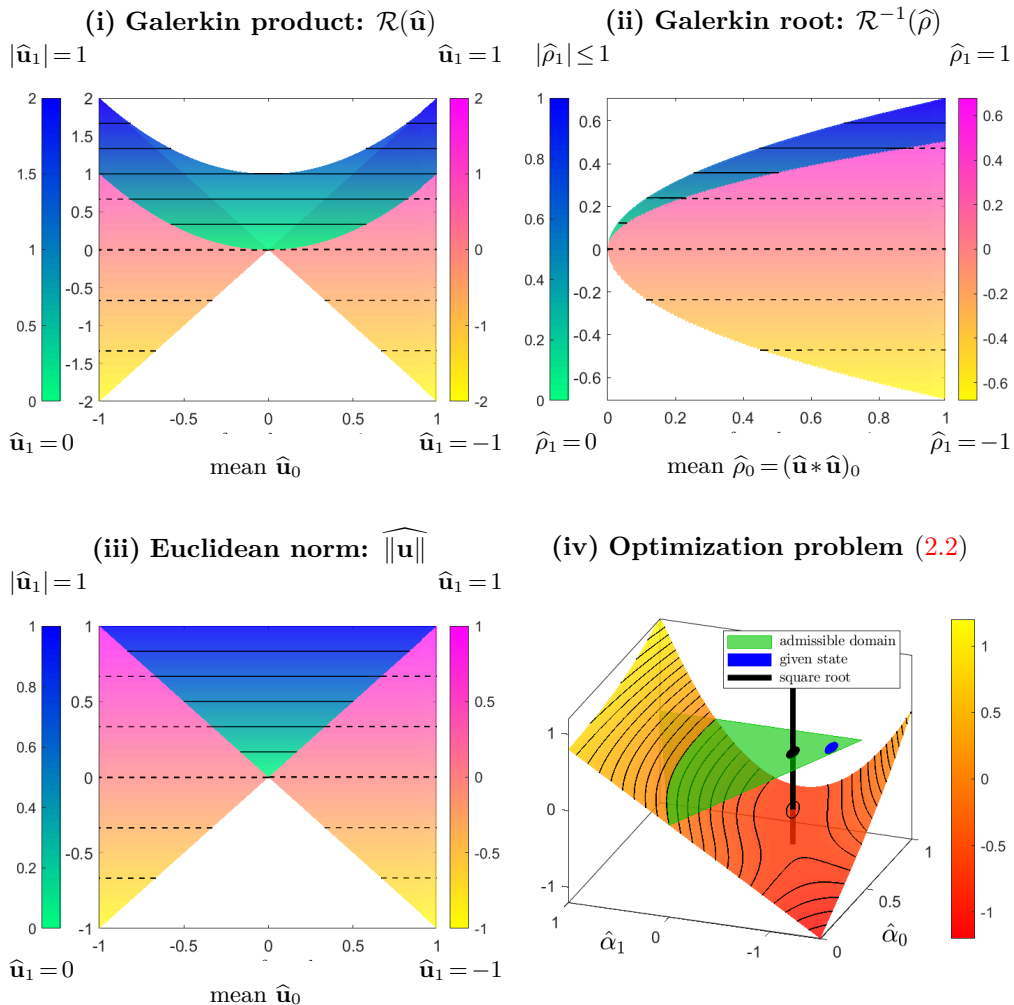 (i) Galerkin product: ℛ(û)
|û₁| = 1
û₁ = 1
1
0.8
0.6
0.4
0.2
0
-1 -0.5 0 0.5 1
2
1.5
1
0.5
0
-0.5
-1
-1.5
-2
2
1
0
-1
-2
û₁ = 0
û₁ = −1
mean û₀
(ii) Galerkin root: ℛ⁻¹(ρ̂)
|ρ̂₁| ≤ 1
ρ̂₁ = 1
1
0.8
0.6
0.4
0.2
0
0.6
0.4
0.2
0
-0.2
-0.4
-0.6
0 0.2 0.4 0.6 0.8 1
0.6
0.4
0.2
0
-0.2
-0.4
-0.6
ρ̂₁ = 0
ρ̂₁ = −1
mean ρ̂₀ = (û ∗ û)₀
(iii) Euclidean norm: ‖u‖̂
|û₁| = 1
û₁ = 1
1
0.8
0.6
0.4
0.2
0
1
0.5
0
-0.5
-1
-1 -0.5 0 0.5 1
1
0.5
0
-0.5
-1
û₁ = 0
û₁ = −1
mean û₀
(iv) Optimization problem (2.2)
admissible domain
given state
square root
1
0
-1
1
0
-1
α̂₁
0
0.5
1
α̂₀
1
0.5
0
-0.5
-1